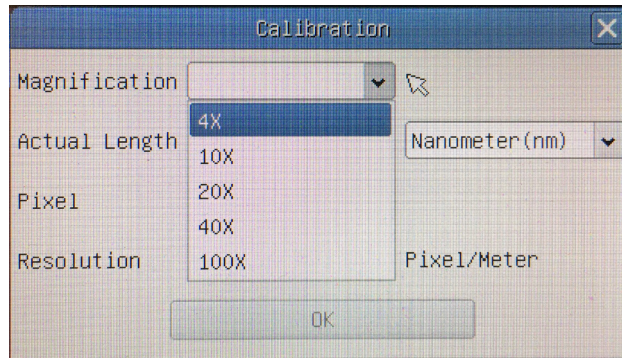 Calibration
Magnification
4X
10X
20X
40X
100X
Actual Length
Nanometer(nm)
Pixel
Resolution
Pixel/Meter
OK